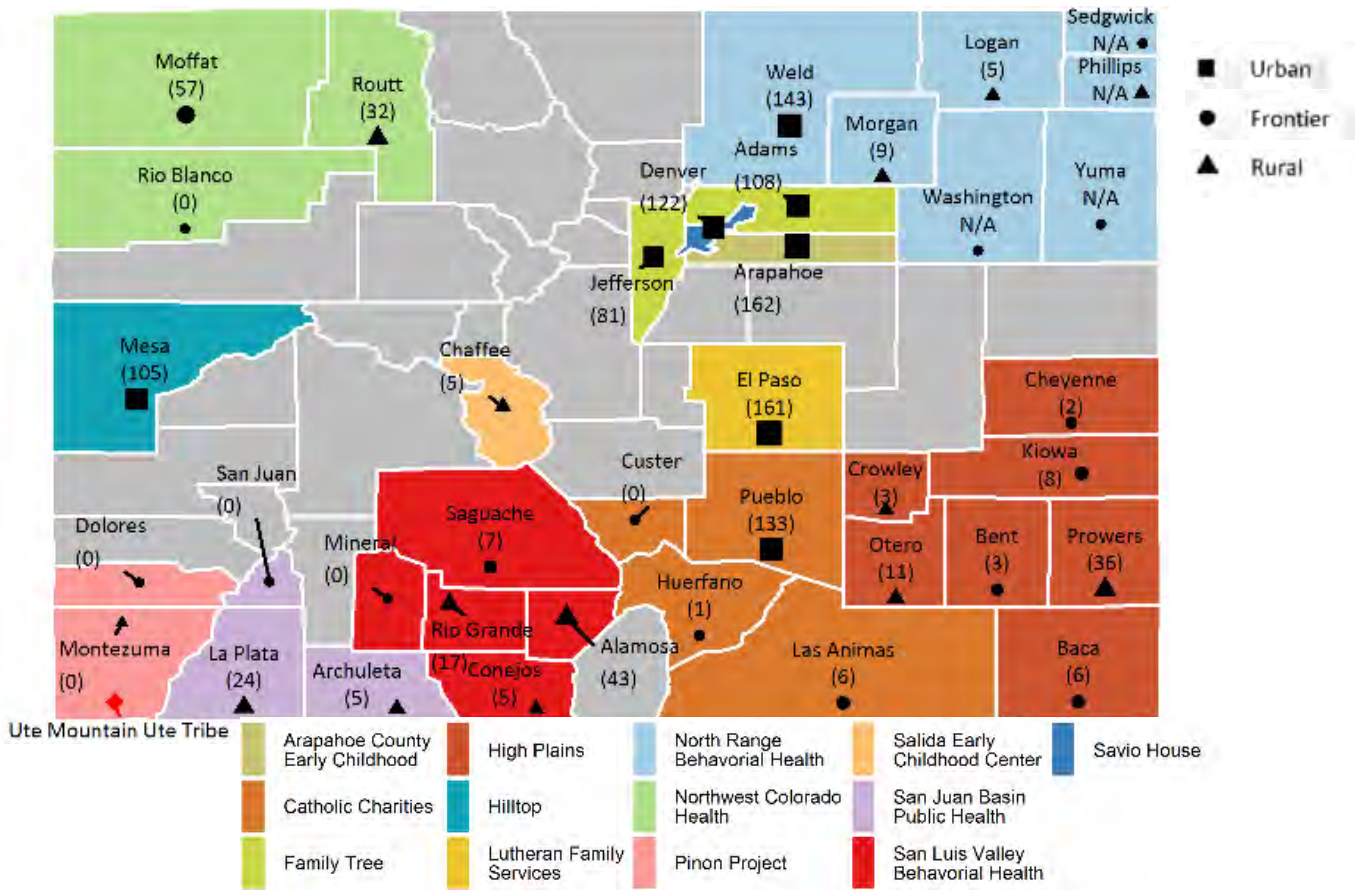 Sedgwick
N/A
Moffat
(57)
Routt
(32)
Weld
(143)
Logan
(5)
Phillips
N/A
Urban
Frontier
Rural
Rio Blanco
(0)
Denver
(122)
Adams
(108)
Morgan
(9)
Washington
N/A
Yuma
N/A
Jefferson
(81)
Arapahoe
(162)
Mesa
(105)
Chaffee
(5)
El Paso
(161)
Cheyenne
(2)
Kiowa
(8)
San Juan
(0)
Custer
(0)
Pueblo
(133)
Crowley
(3)
Dolores
(0)
Mineral
(0)
Saguache
(7)
Otero
(11)
Bent
(3)
Prowers
(36)
Huerfano
(1)
Montezuma
(0)
La Plata
(24)
Archuleta
(5)
Rio Grande
(17)
Conejos
(5)
Alamosa
(43)
Las Animas
(6)
Baca
(6)
Ute Mountain Ute Tribe
Arapahoe County
Early Childhood
High Plains
North Range
Behavorial Health
Salida Early
Childhood Center
Savio House
Catholic Charities
Hilltop
Northwest Colorado
Health
San Juan Basin
Public Health
Family Tree
Lutheran Family
Services
Pinon Project
San Luis Valley
Behavorial Health